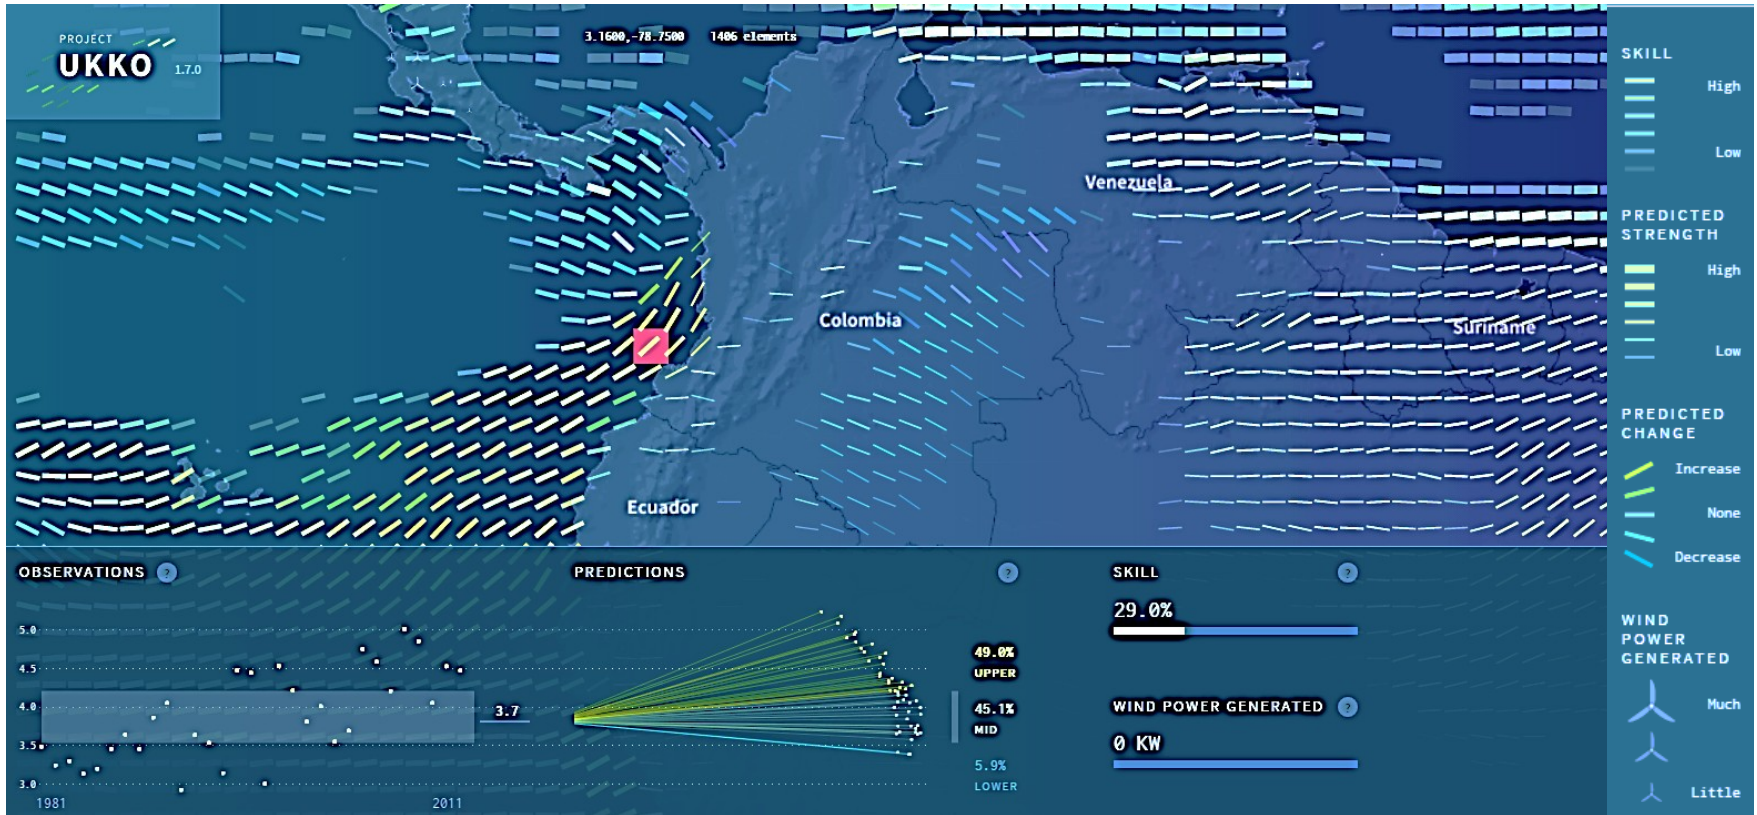 PROJECT
UKKO 1.7.0
3.1600,-78.7500 1406 elements
Venezuela
Colombia
Suriname
Ecuador
SKILL
High
Low
PREDICTED
STRENGTH
High
Low
PREDICTED
CHANGE
Increase
None
Decrease
WIND
POWER
GENERATED
Much
Little
OBSERVATIONS ?
5.0
4.5
4.0
3.5
3.0
3.7
1981 2011
PREDICTIONS ?
49.0%
UPPER
45.1%
MID
5.9%
LOWER
SKILL ?
29.0%
WIND POWER GENERATED ?
0 KW